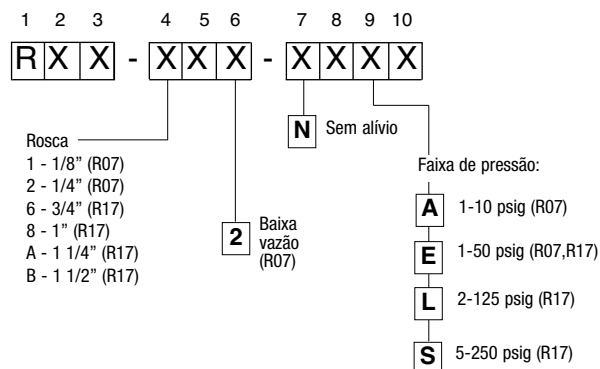 1 2 3 4 5 6 7 8 9 10
R X X - X X X - X X X X
N Sem alívio
Rosca
1 - 1/8” (R07)
2 - 1/4” (R07)
6 - 3/4” (R17)
8 - 1” (R17)
A - 1 1/4” (R17)
B - 1 1/2” (R17)
2 Baixa
vazão
(R07)
Faixa de pressão:
A 1-10 psig (R07)
E 1-50 psig (R07,R17)
L 2-125 psig (R17)
S 5-250 psig (R17)